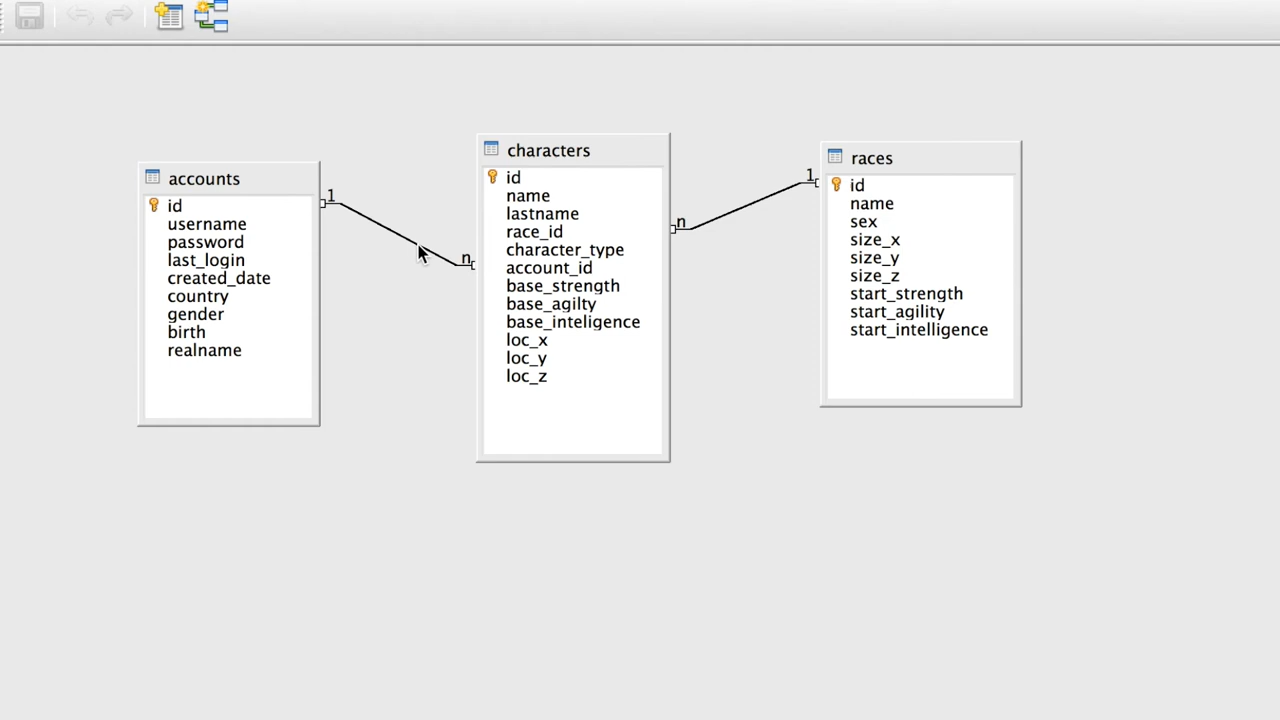 accounts
id
username
password
last_login
created_date
country
gender
birth
realname
1
n
characters
id
name
lastname
race_id
character_type
account_id
base_strength
base_agilty
base_inteligence
loc_x
loc_y
loc_z
n
1
races
id
name
sex
size_x
size_y
size_z
start_strength
start_agility
start_intelligence